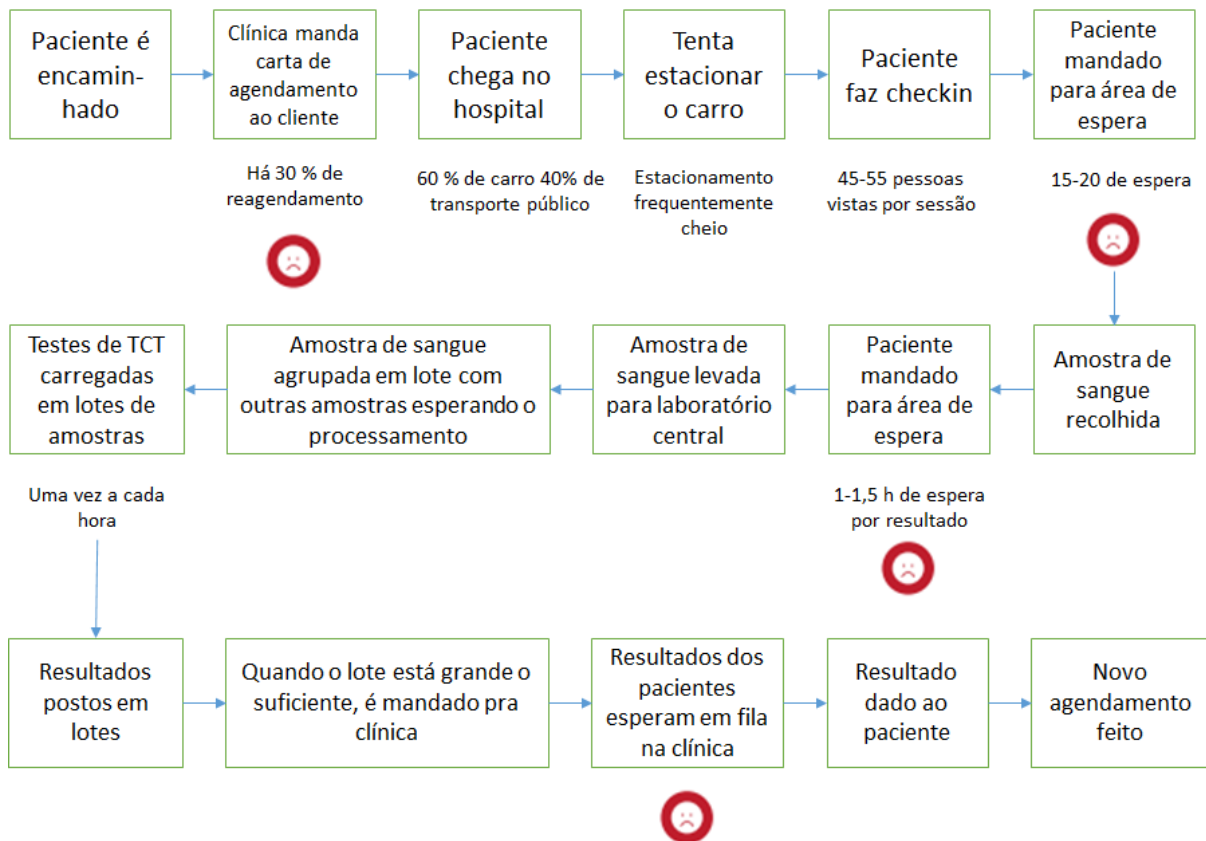 Paciente é
encamin-
hado
Clínica manda
carta de
agendamento
ao cliente
Paciente
chega no
hospital
Tenta
estacionar
o carro
Paciente
faz checkin
Paciente
mandado
para área de
espera
Há 30 % de
reagendamento
60 % de carro 40% de
transporte público
Estacionamento
frequentemente
cheio
45-55 pessoas
vistas por sessão
15-20 de espera
Testes de TCT
carregadas
em lotes de
amostras
Amostra de sangue
agrupada em lote com
outras amostras esperando o
processamento
Amostra de
sangue levada
para laboratório
central
Paciente
mandado
para área de
espera
Amostra de
sangue
recolhida
Uma vez a cada
hora
1-1,5 h de espera
por resultado
Resultados
postos em
lotes
Quando o lote está grande o
suficiente, é mandado pra
clínica
Resultados dos
pacientes
esperam em fila
na clínica
Resultado
dado ao
paciente
Novo
agendamento
feito